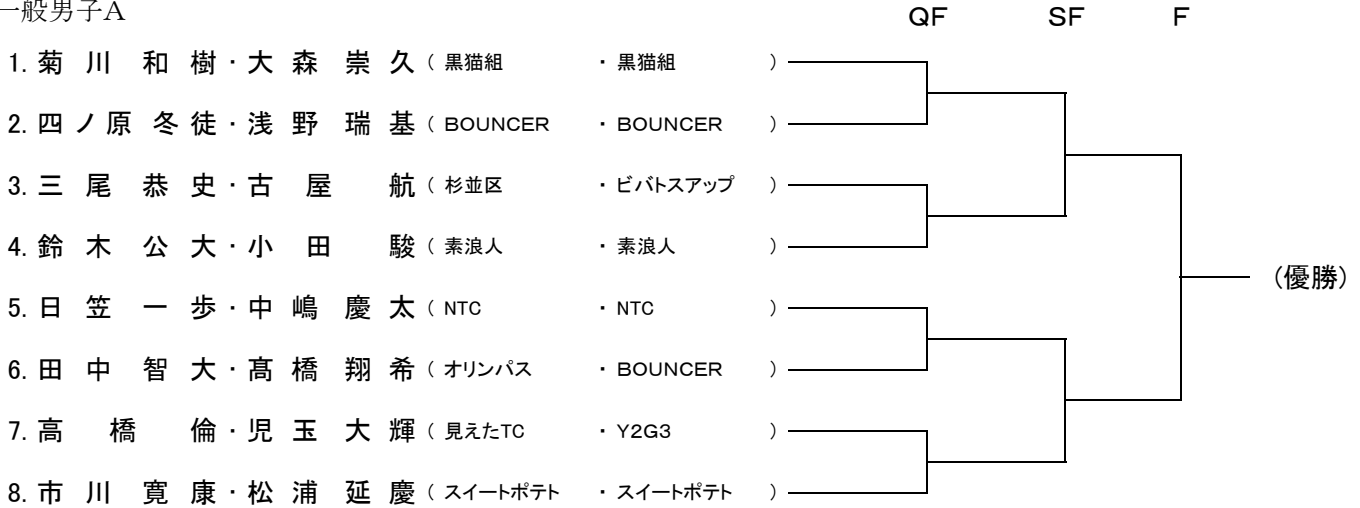 一般男子A QF SF F
1. 菊川 和樹・大森崇久 ( 黒猫組 ・ 黒猫組 )
2. 四ノ原 冬徒・浅野 瑞基 ( BOUNCER ・ BOUNCER )
3. 三尾 恭史・古屋 航 ( 杉並区 ・ ビバトスアップ )
4. 鈴木 公大・小田 駿 ( 素浪人 ・ 素浪人 )
(優勝)
5. 日笠 一歩・中嶋 慶太 ( NTC ・ NTC )
6. 田中 智大・髙橋 翔希 ( オリンパス ・ BOUNCER )
7. 高橋 倫・児玉 大輝 ( 見えたTC ・ Y2G3 )
8. 市川 寛康・松浦 延慶 ( スイートポテト ・ スイートポテト )